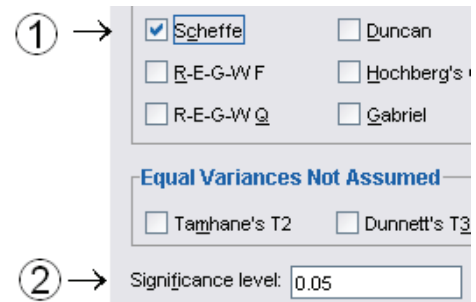 ① → Scheffe Duncan
R-E-G-W F Hochberg's
R-E-G-W Q Gabriel
Equal Variances Not Assumed
Tamhane's T2 Dunnett's T3
② → Significance level: 0.05